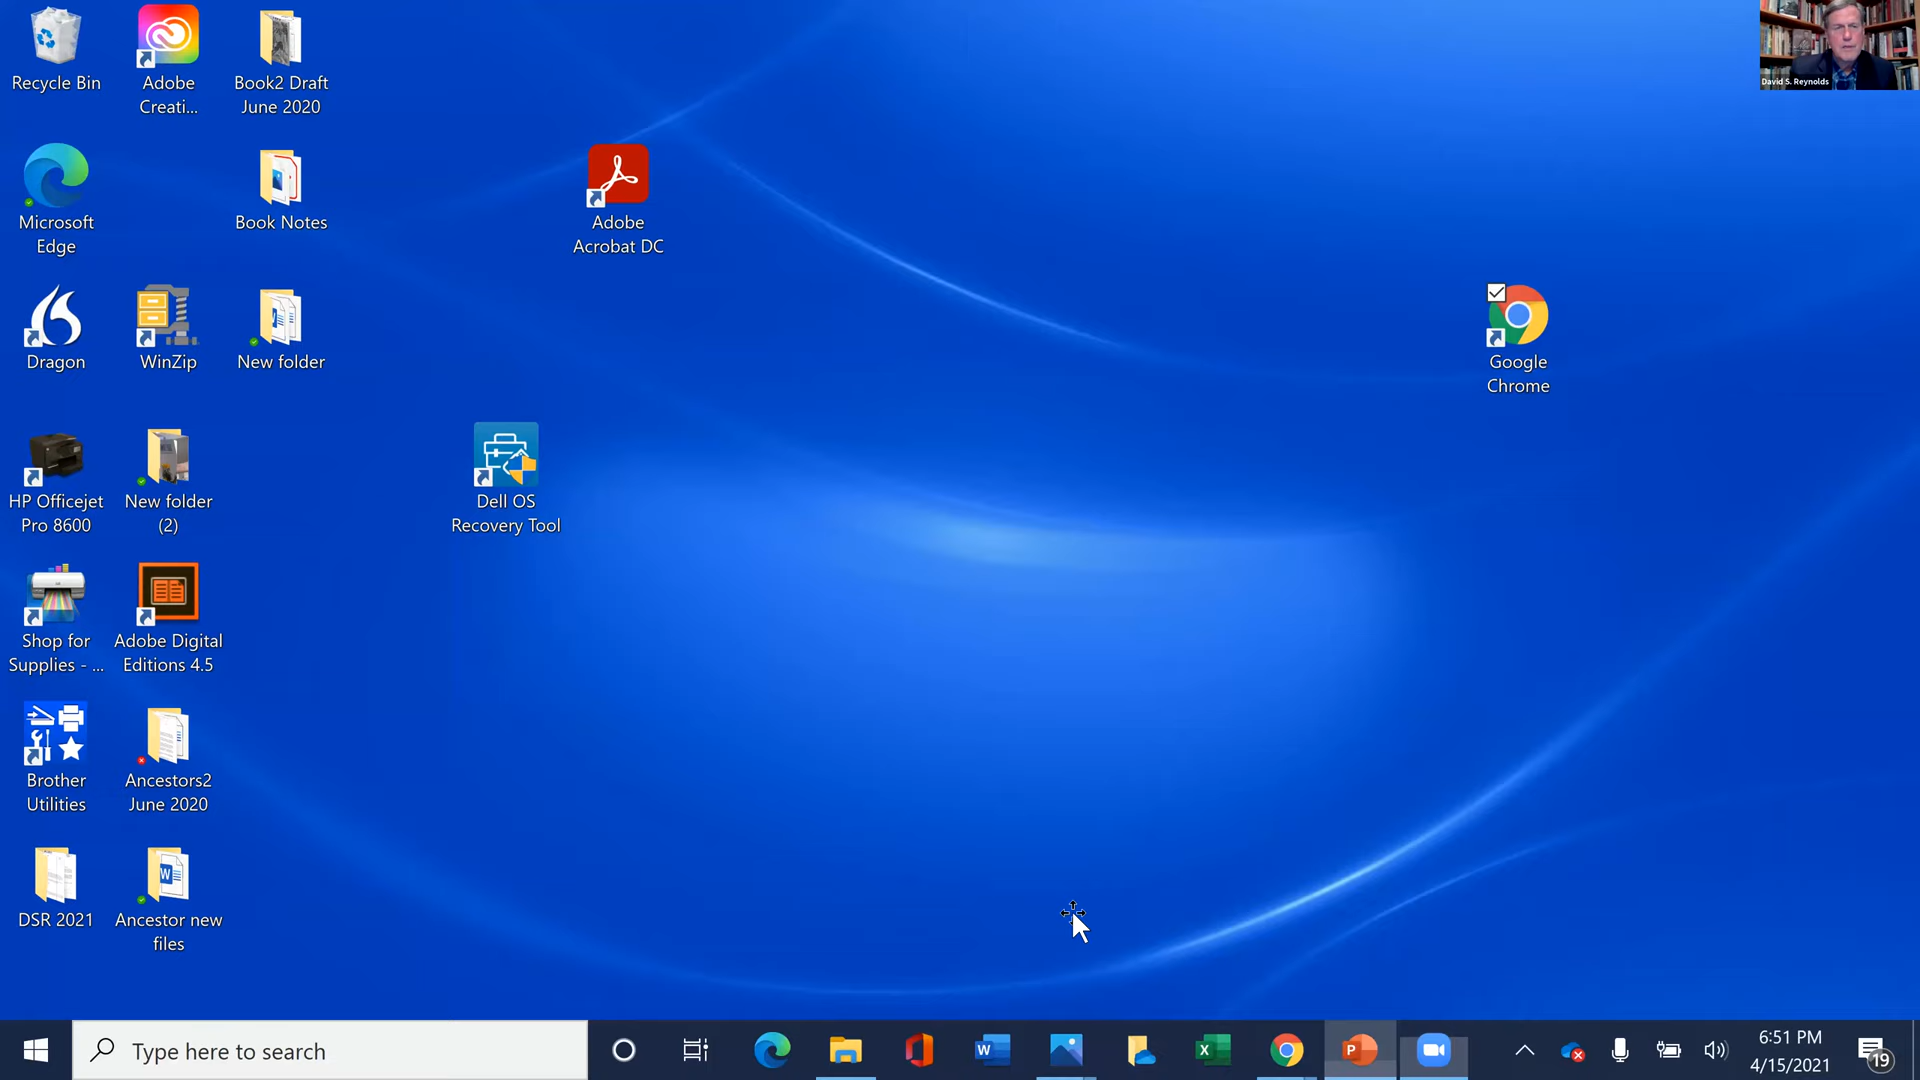 Recycle Bin
Adobe
Creati...
Book2 Draft
June 2020
David S. Reynolds
Microsoft
Edge
Book Notes
Adobe
Acrobat DC
Dragon
WinZip
New folder
Google
Chrome
HP Officejet
Pro 8600
New folder
(2)
Dell OS
Recovery Tool
Shop for
Supplies - ...
Adobe Digital
Editions 4.5
Brother
Utilities
Ancestors2
June 2020
DSR 2021
Ancestor new
files
Type here to search
6:51 PM
4/15/2021
19